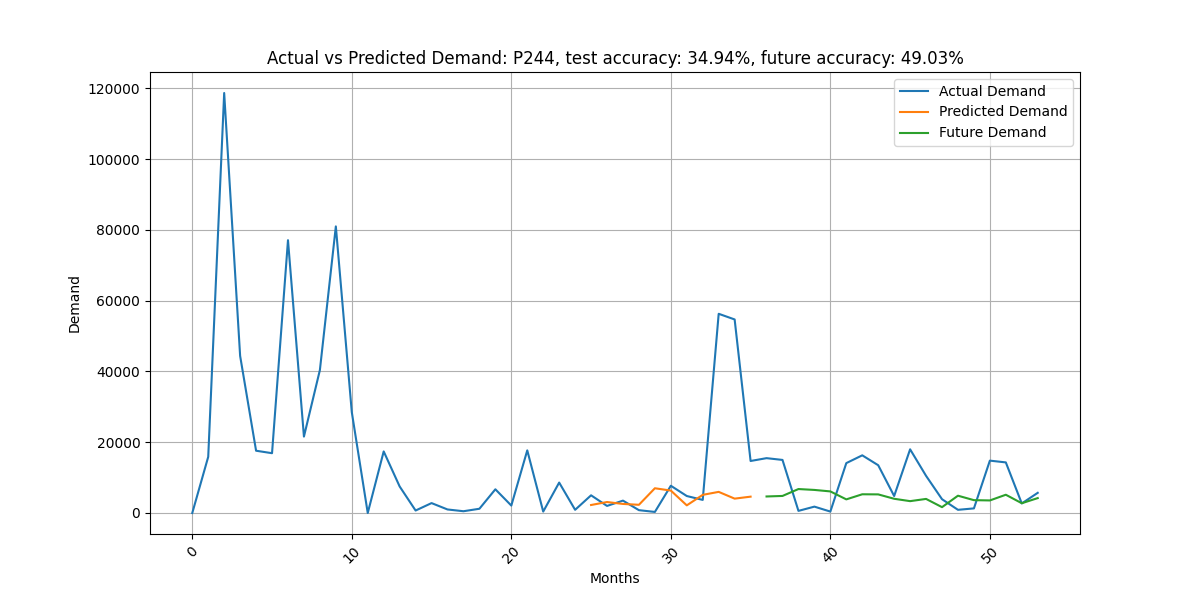 Actual vs Predicted Demand: P244, test accuracy: 34.94%, future accuracy: 49.03%
Actual Demand
Predicted Demand
Future Demand
Demand
120000
100000
80000
60000
40000
20000
0
0 10 20 30 40 50
Months